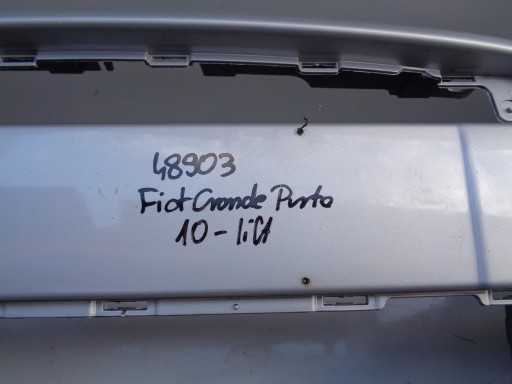 48903
Fiat Grande Punto
10-lift